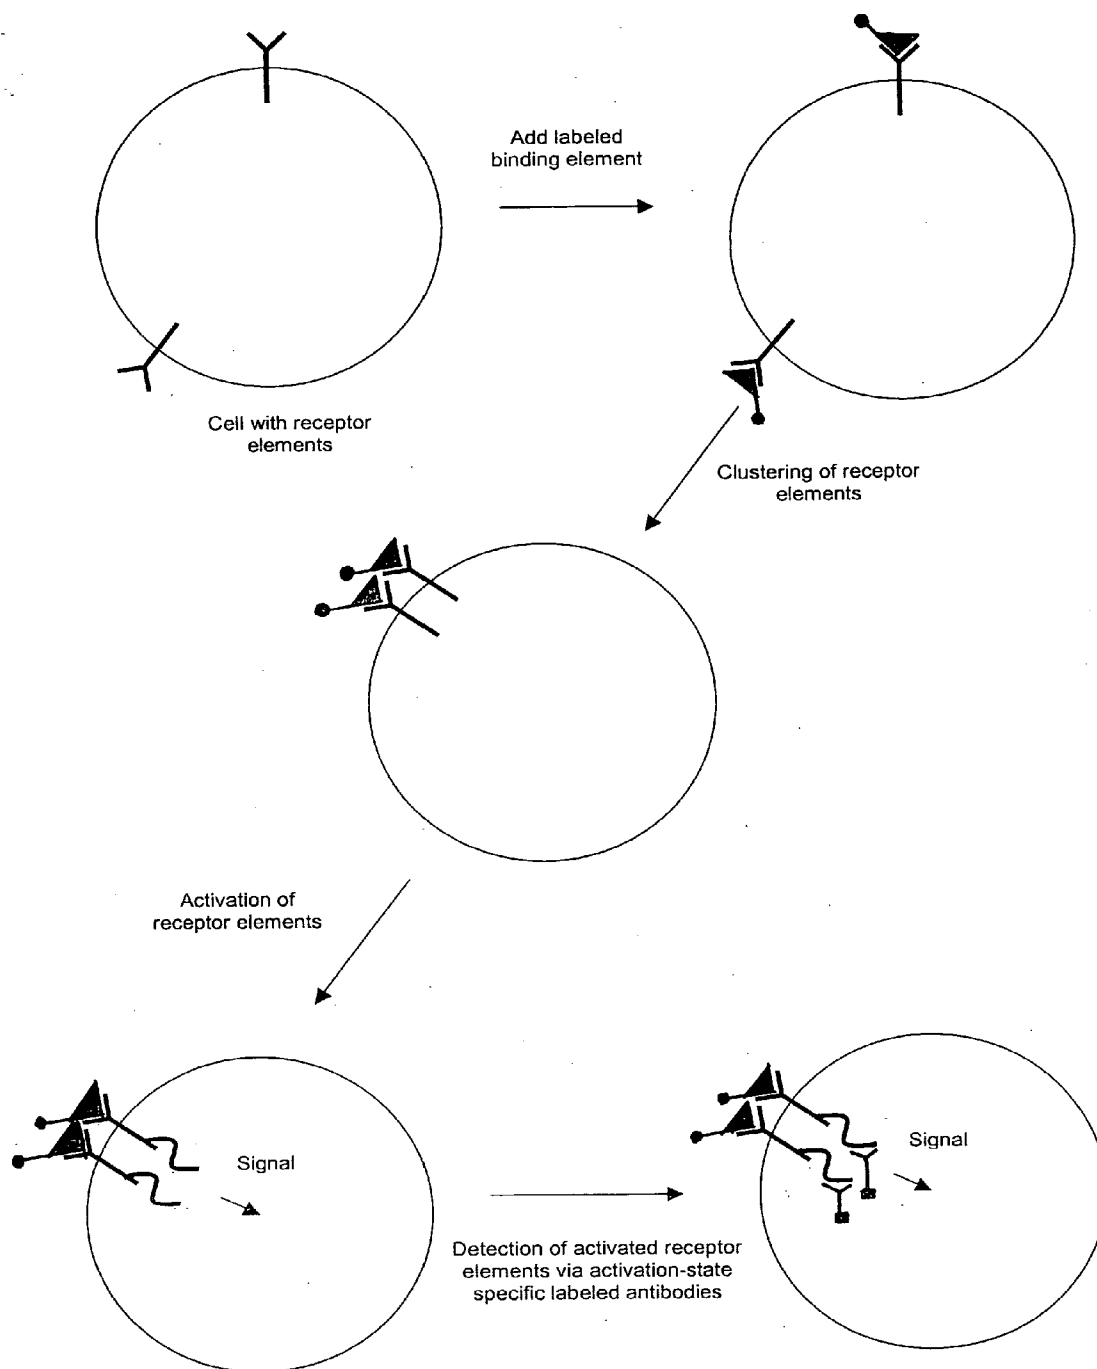 Add labeled
binding element
Cell with receptor
elements
Clustering of receptor
elements
Activation of
receptor elements
Signal
Signal
Detection of activated receptor
elements via activation-state
specific labeled antibodies